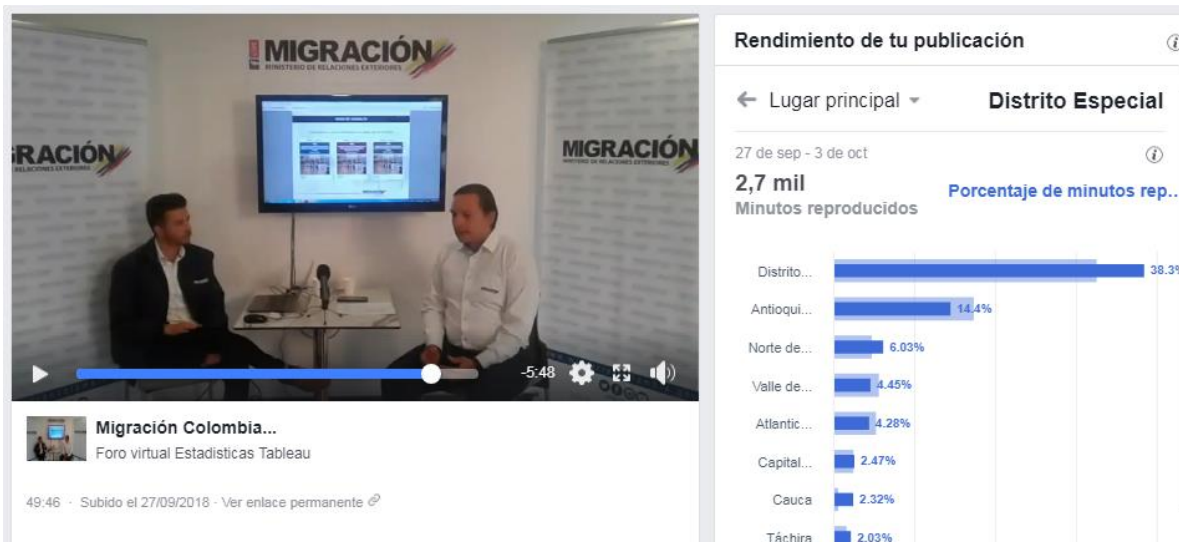 MIGRACIÓN
MINISTERIO DE RELACIONES EXTERIORES
RACIÓN
RELACIONES EXTERIORES
MIGRACIÓN
MINISTERIO DE RELACIONES EXTERIORES
-5:48
Migración Colombia...
Foro virtual Estadisticas Tableau
49:46 · Subido el 27/09/2018 · Ver enlace permanente
Rendimiento de tu publicación
Lugar principal
Distrito Especial
27 de sep - 3 de oct
2,7 mil
Minutos reproducidos
Porcentaje de minutos rep...
Distrito... 38.3%
Antioqui... 14.4%
Norte de... 6.03%
Valle de... 4.45%
Atlantic... 4.28%
Capital... 2.47%
Cauca 2.32%
Táchira 2.03%